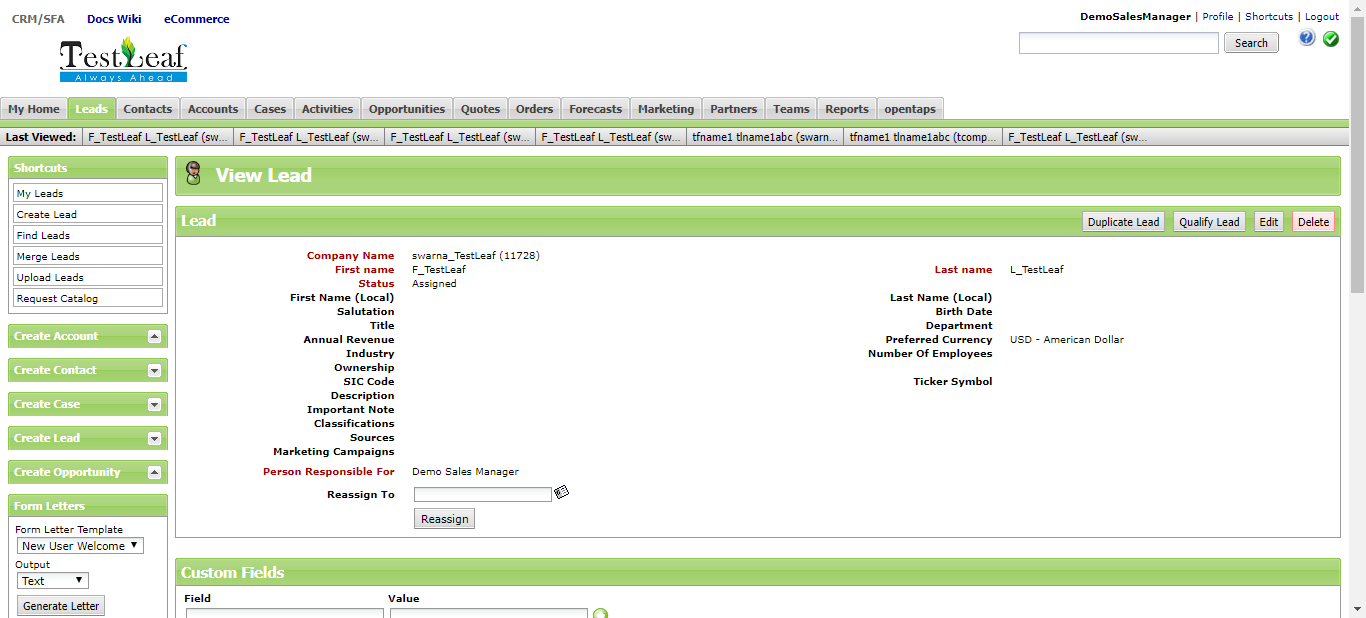 CRM/SFA Docs Wiki eCommerce
DemoSalesManager | Profile | Shortcuts | Logout
TestLeaf
Always Ahead
Search
My Home Leads Contacts Accounts Cases Activities Opportunities Quotes Orders Forecasts Marketing Partners Teams Reports opentaps
Last Viewed: F_TestLeaf L_TestLeaf (sw... F_TestLeaf L_TestLeaf (sw... F_TestLeaf L_TestLeaf (sw... F_TestLeaf L_TestLeaf (sw... tfname1 tlname1abc (swarn... tfname1 tlname1abc (tcomp... F_TestLeaf L_TestLeaf (sw...
Shortcuts
My Leads
Create Lead
Find Leads
Merge Leads
Upload Leads
Request Catalog
Create Account
Create Contact
Create Case
Create Lead
Create Opportunity
Form Letters
Form Letter Template
New User Welcome
Output
Text
Generate Letter
View Lead
Lead Duplicate Lead Qualify Lead Edit Delete
Company Name swarna_TestLeaf (11728)
First name F_TestLeaf Last name L_TestLeaf
Status Assigned
First Name (Local) Last Name (Local)
Salutation Birth Date
Title Department
Annual Revenue Preferred Currency USD - American Dollar
Industry Number Of Employees
Ownership
SIC Code Ticker Symbol
Description
Important Note
Classifications
Sources
Marketing Campaigns
Person Responsible For Demo Sales Manager
Reassign To
Reassign
Custom Fields
Field Value